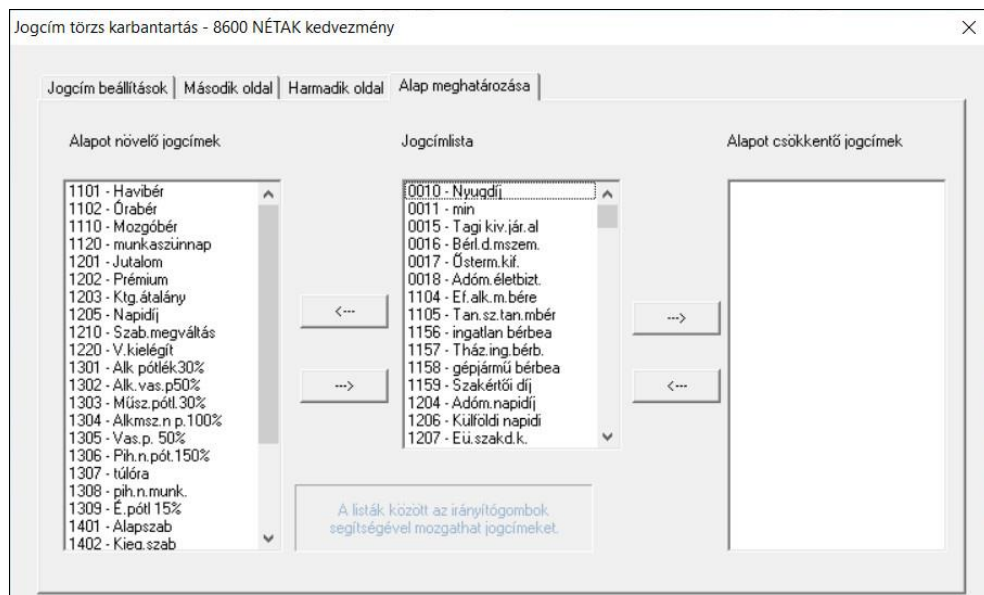 Jogcím törzs karbantartás - 8600 NÉTAK kedvezmény
Jogcím beállítások Második oldal Harmadik oldal Alap meghatározása
Alapot növelő jogcímek
1101 - Havibér
1102 - Órabér
1110 - Mozgóbér
1120 - munkaszünnap
1201 - Jutalom
1202 - Prémium
1203 - Ktg.átalány
1205 - Napidíj
1210 - Szab.megváltás
1220 - V.kielégít
1301 - Alk pótlék30%
1302 - Alk.vas.p50%
1303 - Műsz.pótl.30%
1304 - Alkmsz.n p.100%
1305 - Vas.p. 50%
1306 - Pih.n.pót.150%
1307 - túlóra
1308 - pih.n.munk.
1309 - É.pótl 15%
1401 - Alapszab
1402 - Kieg.szab
<---
--->
Jogcímlista
0010 - Nyugdíj
0011 - min
0015 - Tagi kiv.jár.al
0016 - Bérl.d.mszem.
0017 - Ősterm.kif.
0018 - Adóm.életbizt.
1104 - Ef.alk.m.bére
1105 - Tan.sz.tan.mbér
1156 - ingatlan bérbea
1157 - Tház.ing.bérb.
1158 - gépjármű bérbea
1159 - Szakértői díj
1204 - Adóm.napidíj
1206 - Külföldi napidi
1207 - Eü.szakd.k.
--->
<---
Alapot csökkentő jogcímek
A listák között az irányítógombok
segítségével mozgathat jogcímeket.